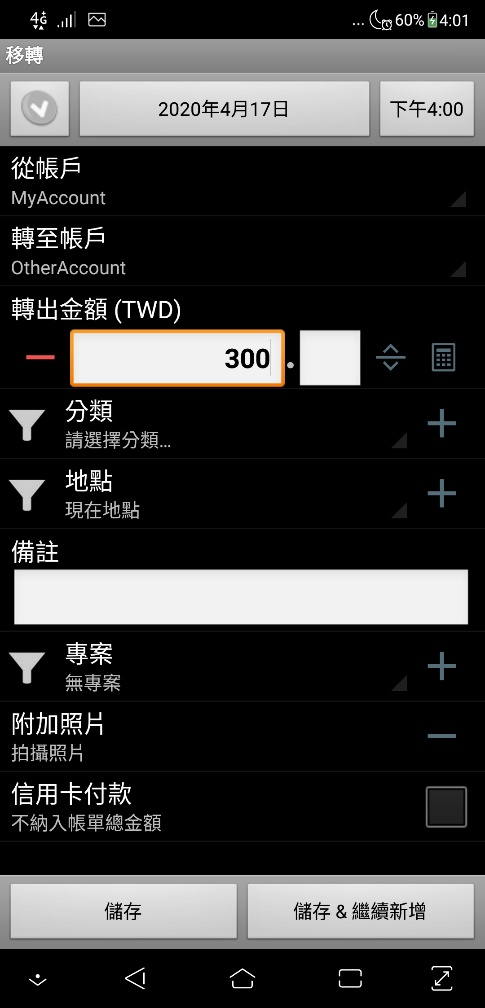 4G ... 60% 4:01
移轉
2020年4月17日 下午4:00
從帳戶
MyAccount
轉至帳戶
OtherAccount
轉出金額 (TWD)
300 .
分類
請選擇分類...
地點
現在地點
備註
專案
無專案
附加照片
拍攝照片
信用卡付款
不納入帳單總金額
儲存 儲存 & 繼續新增